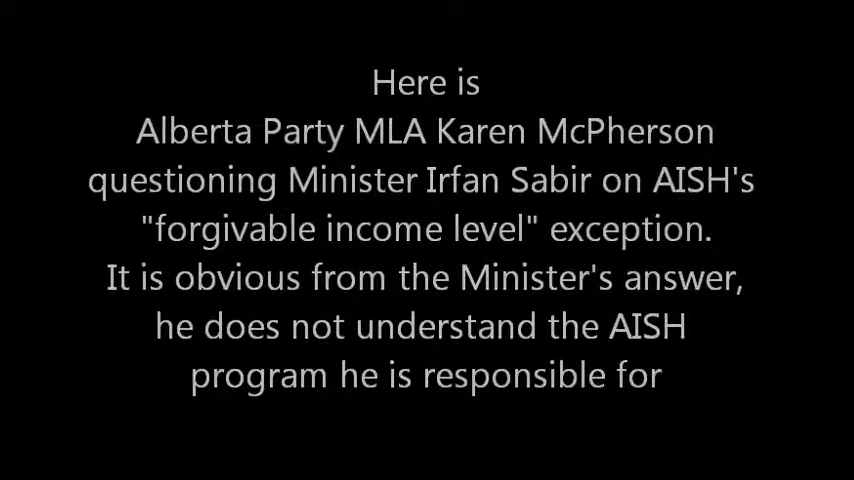 Here is
Alberta Party MLA Karen McPherson
questioning Minister Irfan Sabir on AISH's
"forgivable income level" exception.
It is obvious from the Minister's answer,
he does not understand the AISH
program he is responsible for